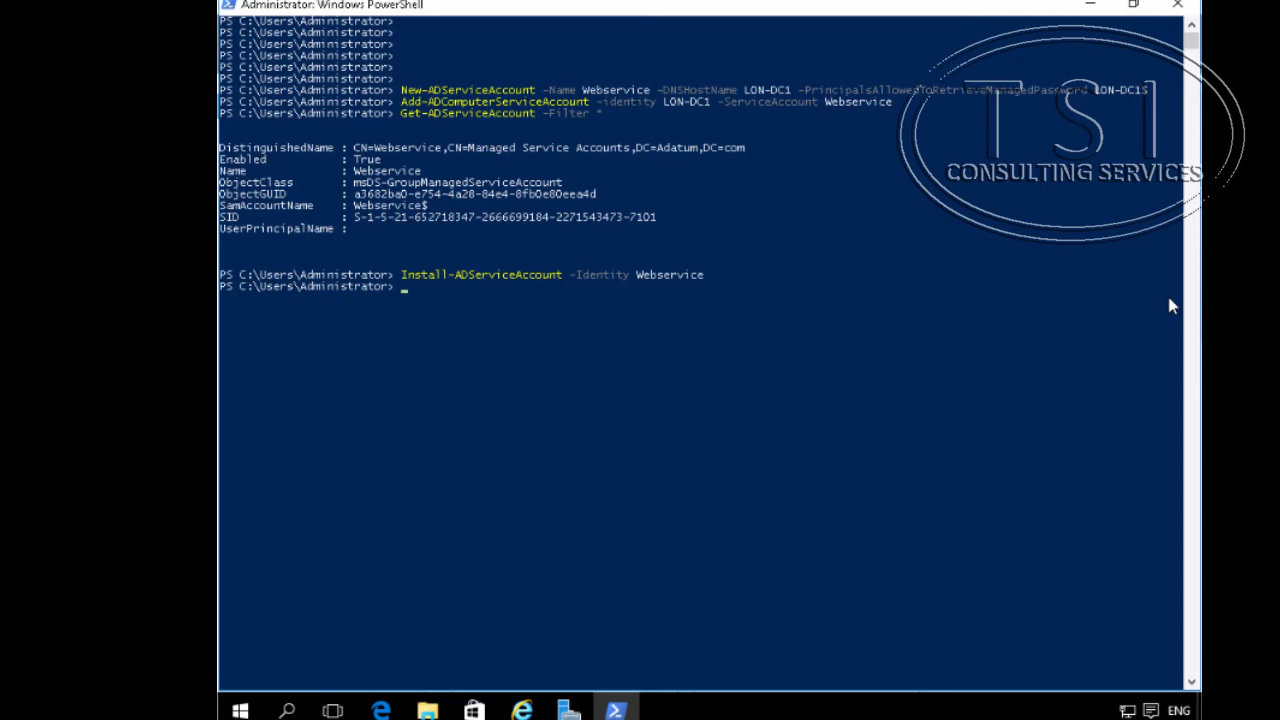 Administrator: Windows PowerShell
PS C:\Users\Administrator>
PS C:\Users\Administrator>
PS C:\Users\Administrator>
PS C:\Users\Administrator>
PS C:\Users\Administrator>
PS C:\Users\Administrator>
PS C:\Users\Administrator> New-ADServiceAccount -Name Webservice -DNSHostName LON-DC1 -PrincipalsAllowedToRetrieveManagedPassword LON-DC1$
PS C:\Users\Administrator> Add-ADComputerServiceAccount -identity LON-DC1 -ServiceAccount Webservice
PS C:\Users\Administrator> Get-ADServiceAccount -Filter *
DistinguishedName : CN=Webservice,CN=Managed Service Accounts,DC=Adatum,DC=com
Enabled : True
Name : Webservice
ObjectClass : msDS-GroupManagedServiceAccount
ObjectGUID : a3682ba0-e754-4a28-84e4-8fb0e80eea4d
SamAccountName : Webservice$
SID : S-1-5-21-652718347-2666699184-2271543473-7101
UserPrincipalName :
PS C:\Users\Administrator> Install-ADServiceAccount -Identity Webservice
PS C:\Users\Administrator>
TSI
CONSULTING SERVICES
ENG